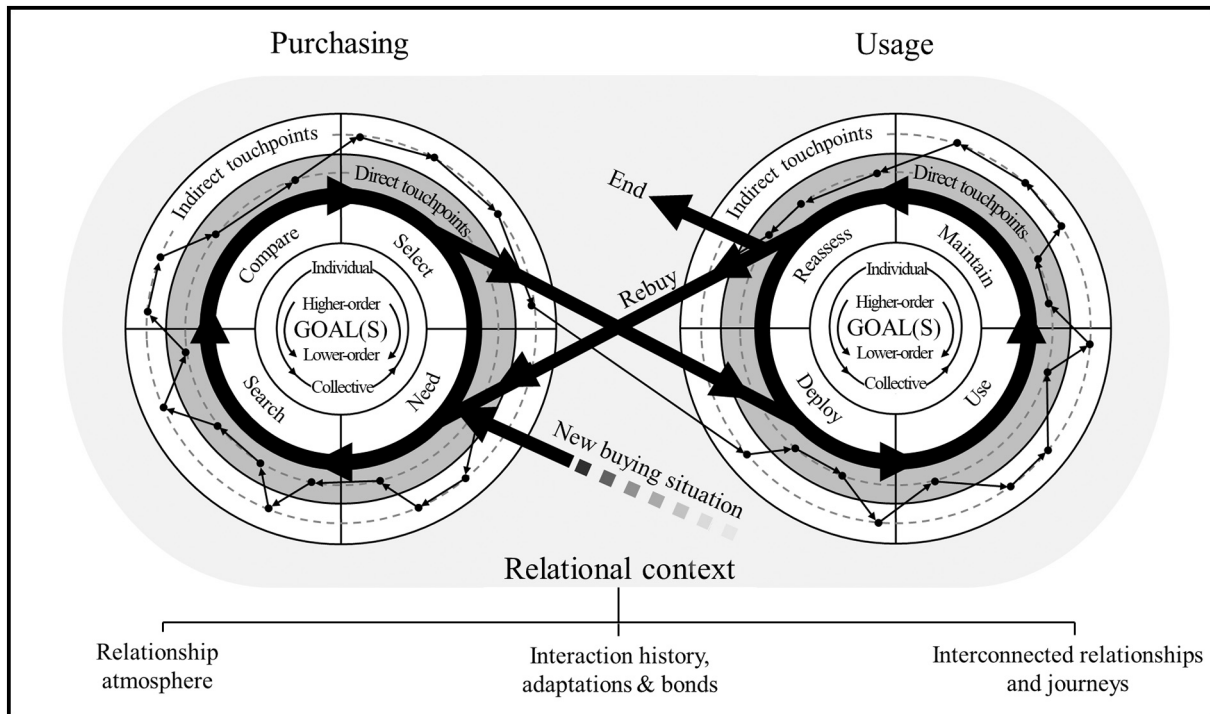 Purchasing
Usage
Indirect touchpoints
Direct touchpoints
Compare
Select
Search
Need
Individual
Higher-order
GOAL(S)
Lower-order
Collective
End
Rebuy
New buying situation
Indirect touchpoints
Direct touchpoints
Reassess
Maintain
Deploy
Use
Individual
Higher-order
GOAL(S)
Lower-order
Collective
Relational context
Relationship
atmosphere
Interaction history,
adaptations & bonds
Interconnected relationships
and journeys